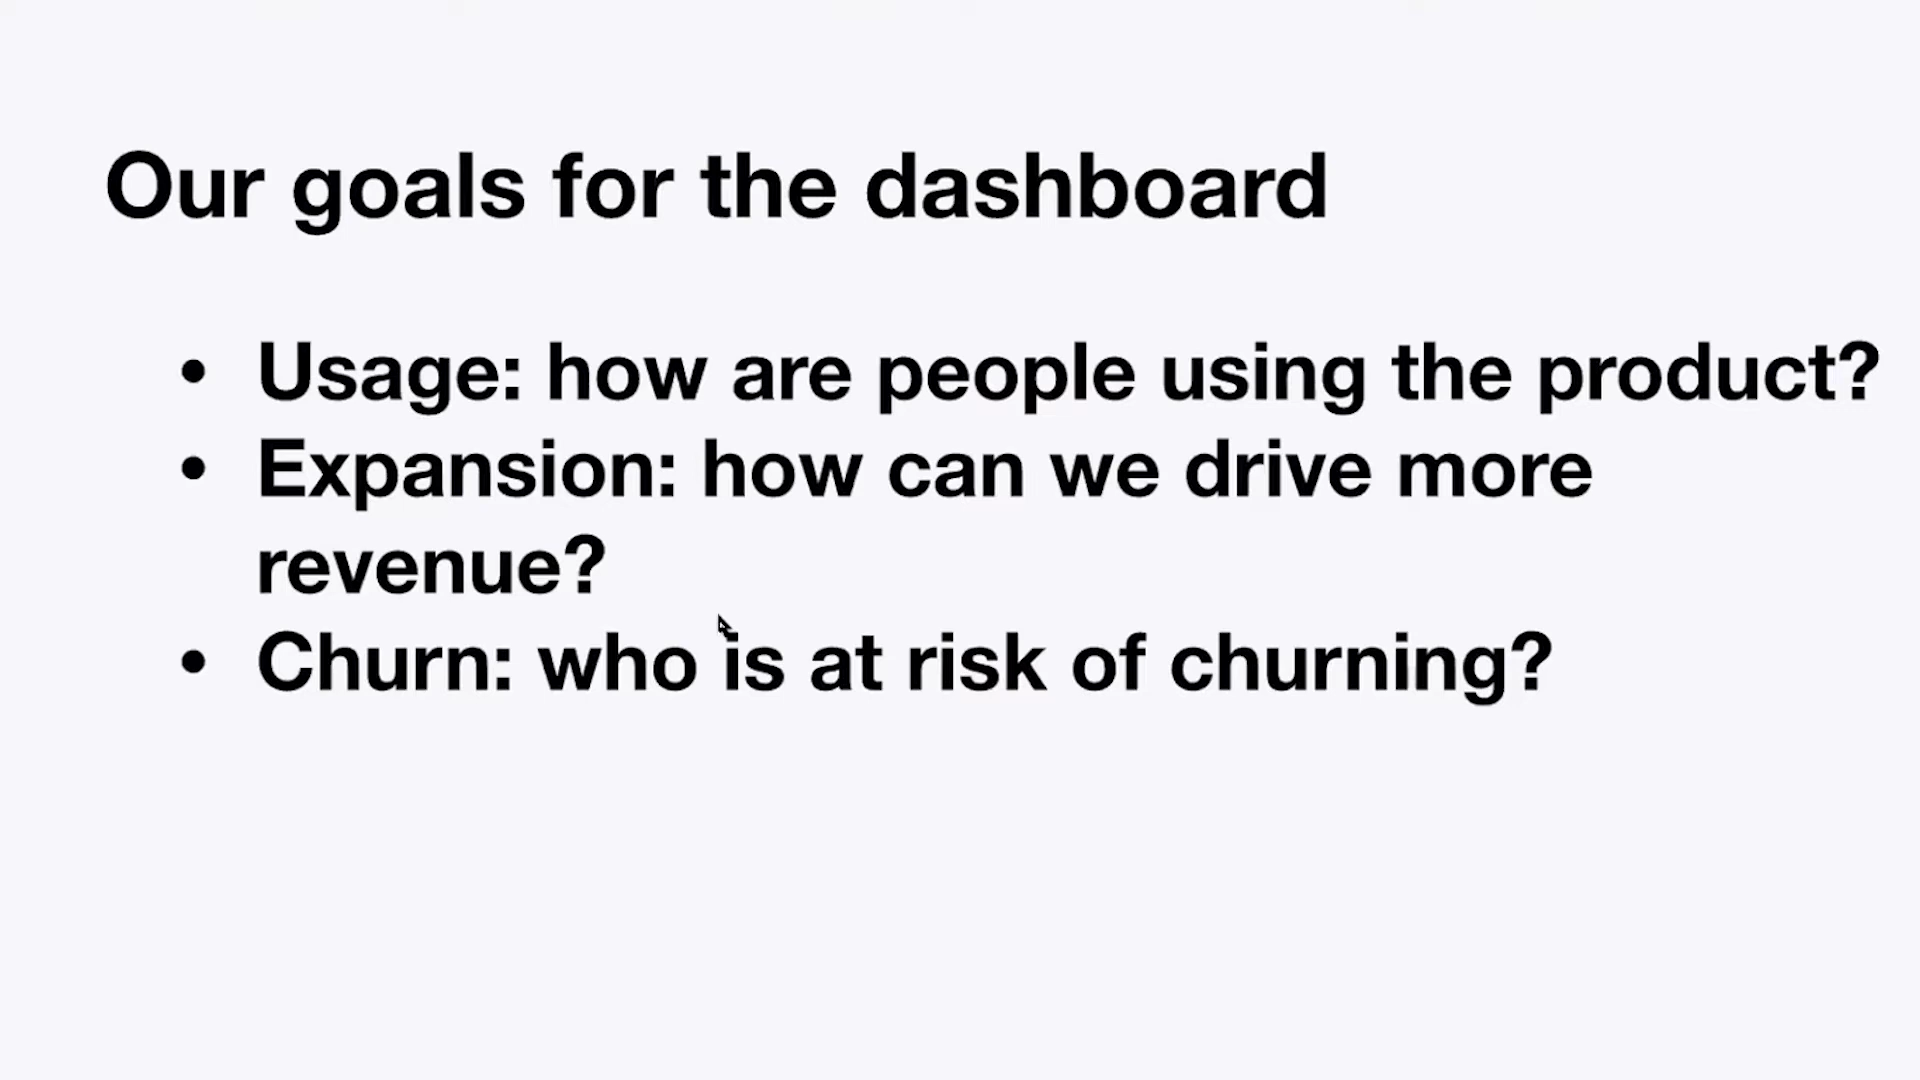 Our goals for the dashboard
• Usage: how are people using the product?
• Expansion: how can we drive more
revenue?
• Churn: who is at risk of churning?